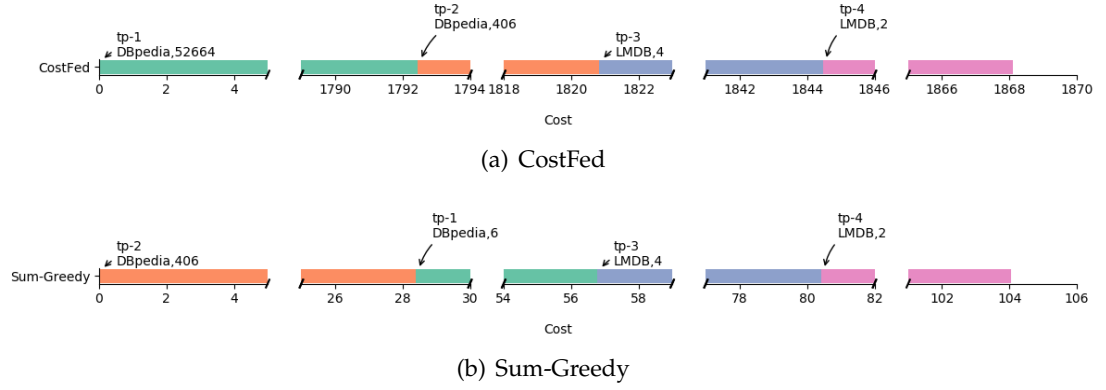 tp-2
DBpedia,406
tp-4
LMDB,2
tp-1
DBpedia,52664
tp-3
LMDB,4
CostFed
0 2 4 1790 1792 1794 1818 1820 1822 1842 1844 1846 1866 1868 1870
Cost
(a) CostFed
tp-1
DBpedia,6
tp-4
LMDB,2
tp-2
DBpedia,406
tp-3
LMDB,4
Sum-Greedy
0 2 4 26 28 30 54 56 58 78 80 82 102 104 106
Cost
(b) Sum-Greedy